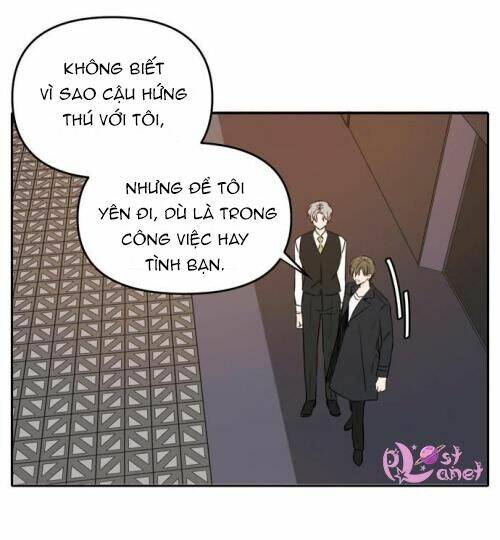 KHÔNG BIẾT
VÌ SAO CẬU HỨNG
THÚ VỚI TÔI,
NHƯNG ĐỂ TÔI
YÊN ĐI, DÙ LÀ TRONG
CÔNG VIỆC HAY
TÌNH BẠN.
Lost
Planet